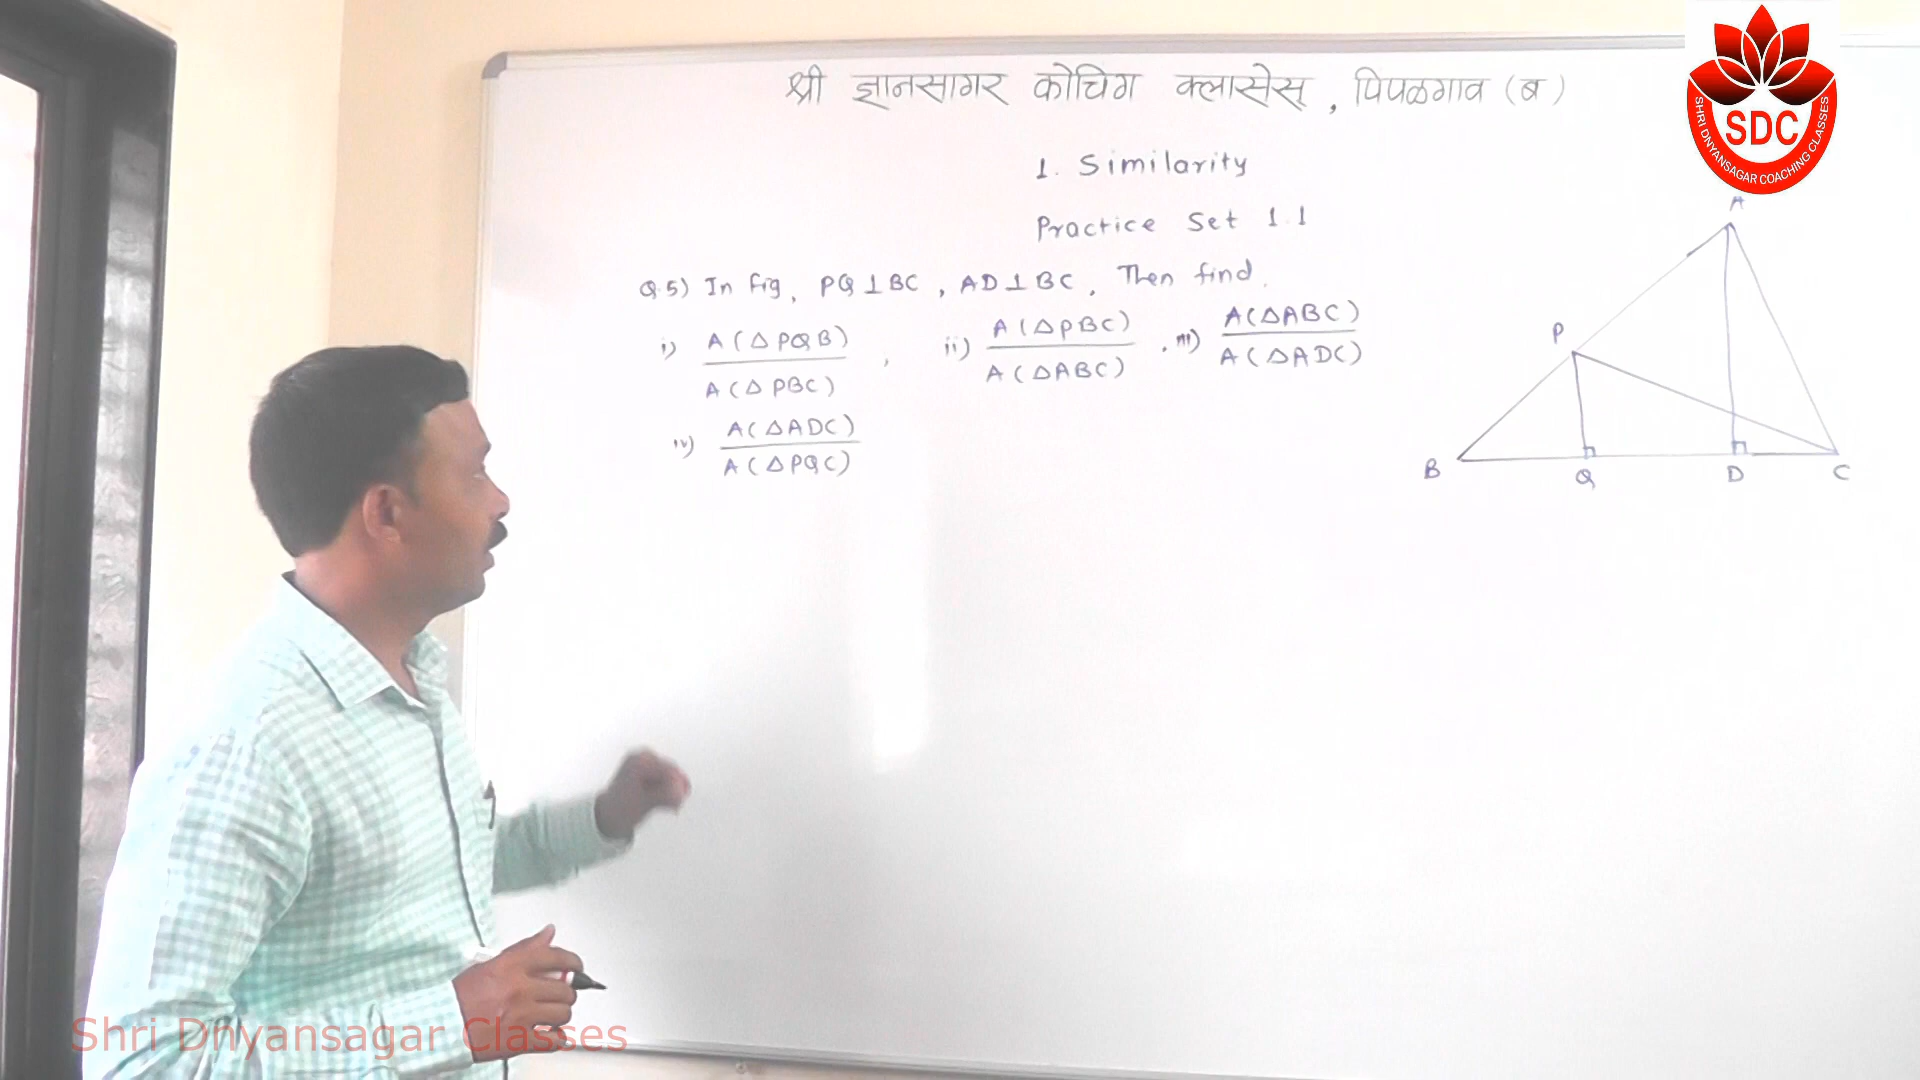 श्री ज्ञानसागर कोचिग क्लासेस, पिपळगाव (ब)
1. Similarity
Practice Set 1.1
Q.5) In fig, PQ⊥BC, AD⊥BC, Then find.
i) A(△PQB) / A(△PBC), ii) A(△PBC) / A(△ABC), iii) A(△ABC) / A(△ADC)
iv) A(△ADC) / A(△PQC)
A
P
B Q D C
SDC
SHRI DNYANSAGAR COACHING CLASSES
Shri Dnyansagar Classes